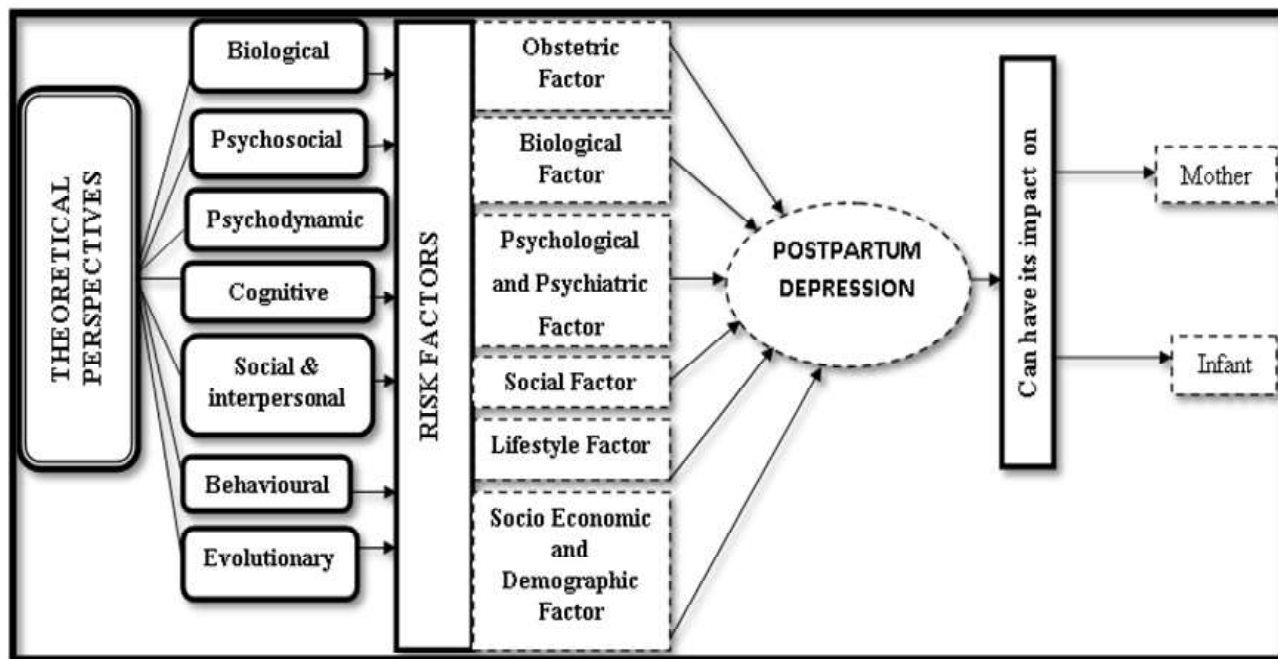 THEORETICAL
PERSPECTIVES
Biological
Psychosocial
Psychodynamic
Cognitive
Social &
interpersonal
Behavioural
Evolutionary
RISK FACTORS
Obstetric
Factor
Biological
Factor
Psychological
and Psychiatric
Factor
Social Factor
Lifestyle Factor
Socio Economic
and
Demographic
Factor
POSTPARTUM
DEPRESSION
Can have its impact on
Mother
Infant